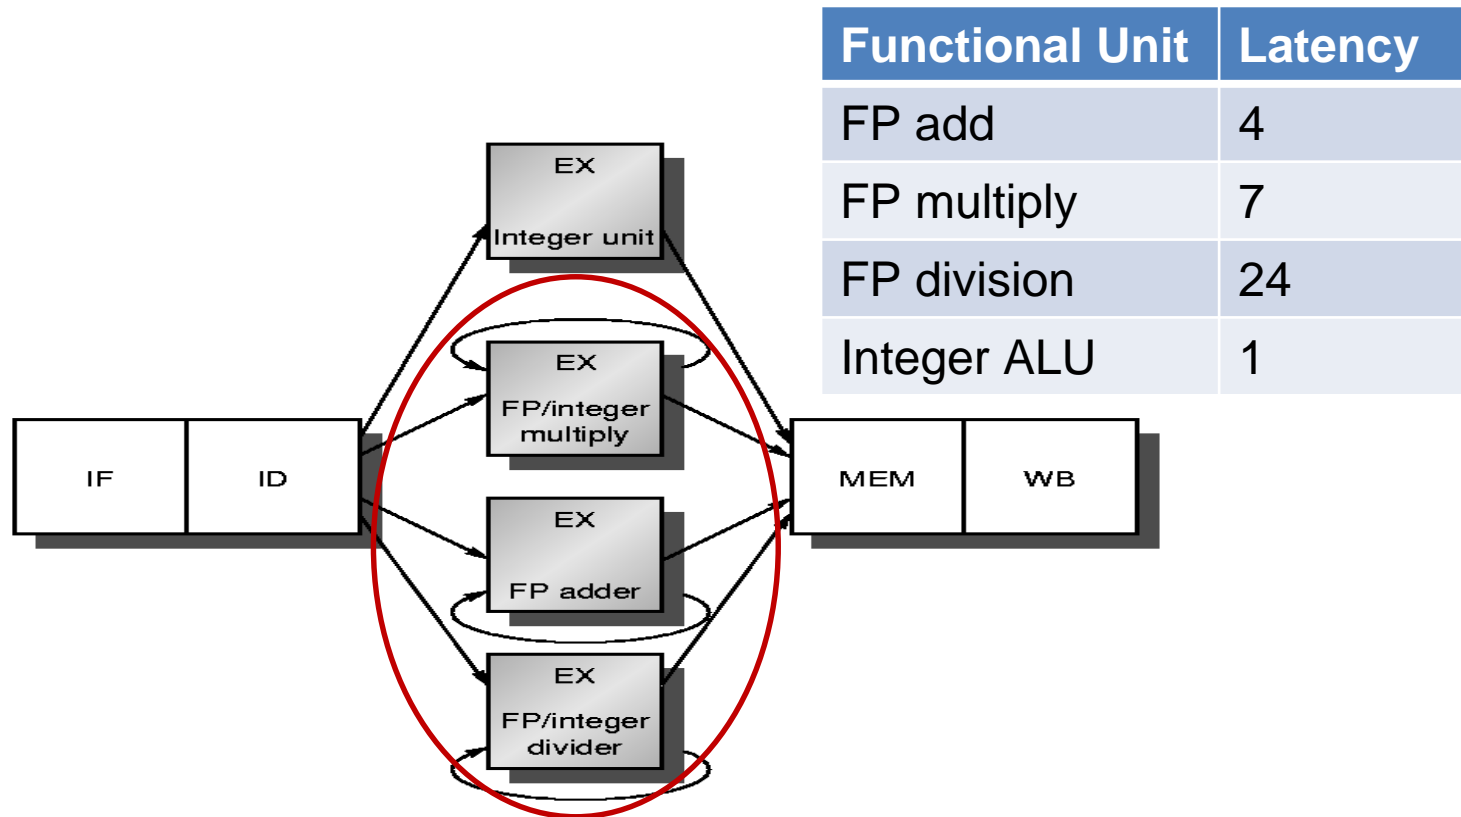 Functional Unit Latency
FP add 4
FP multiply 7
FP division 24
Integer ALU 1
EX
Integer unit
EX
FP/integer
multiply
IF ID MEM WB
EX
FP adder
EX
FP/integer
divider